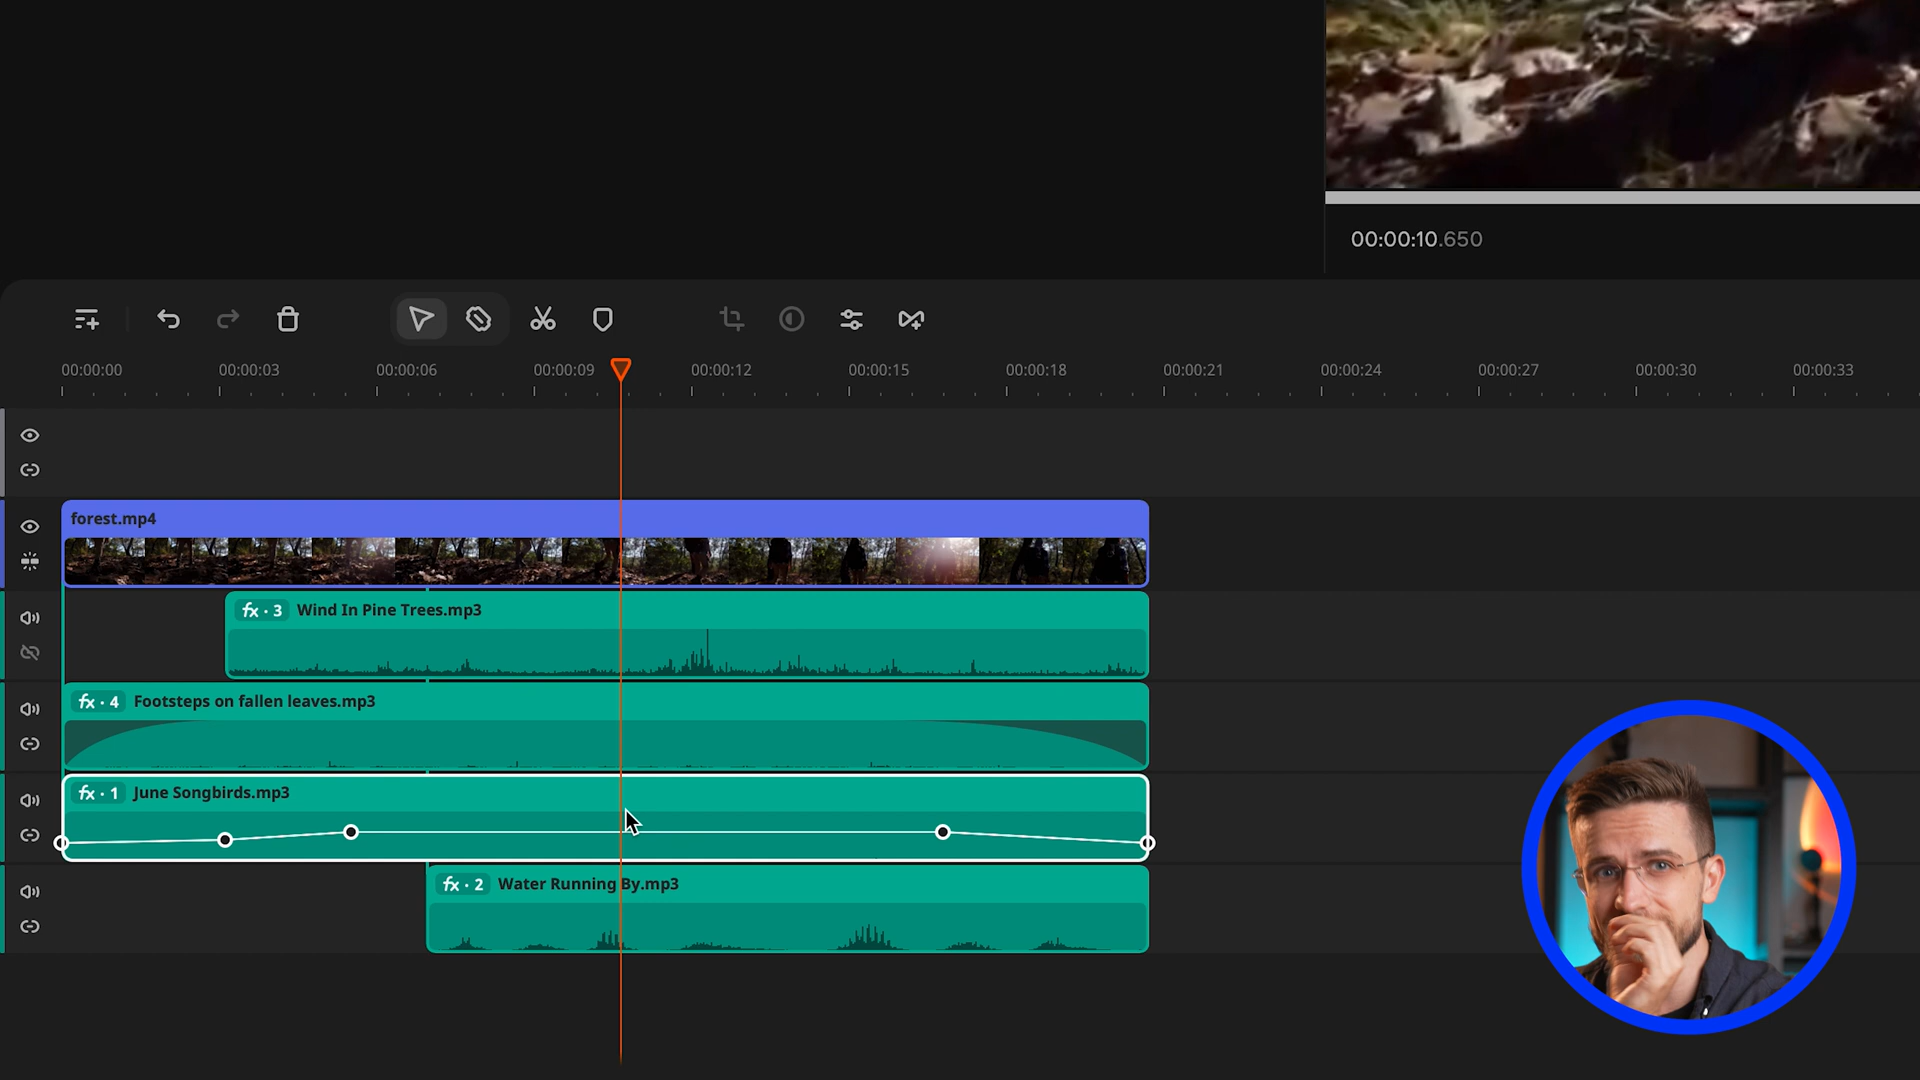 00:00:10.650
00:00:00 00:00:03 00:00:06 00:00:09 00:00:12 00:00:15 00:00:18 00:00:21 00:00:24 00:00:27 00:00:30 00:00:33
forest.mp4
fx · 3 Wind In Pine Trees.mp3
fx · 4 Footsteps on fallen leaves.mp3
fx · 1 June Songbirds.mp3
fx · 2 Water Running By.mp3